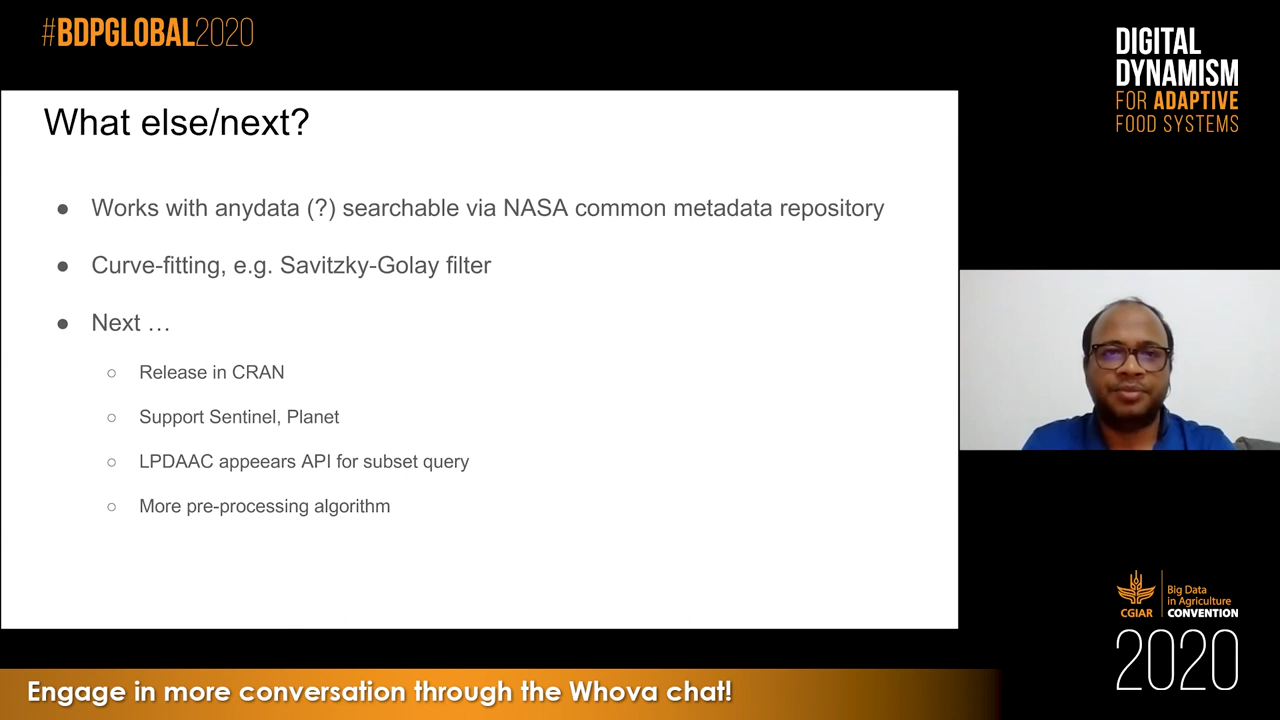 #BDPGLOBAL2020
DIGITAL
DYNAMISM
FOR ADAPTIVE
FOOD SYSTEMS
What else/next?
● Works with anydata (?) searchable via NASA common metadata repository
● Curve-fitting, e.g. Savitzky-Golay filter
● Next …
○ Release in CRAN
○ Support Sentinel, Planet
○ LPDAAC appeears API for subset query
○ More pre-processing algorithm
CGIAR
Big Data
in Agriculture
CONVENTION
2020
Engage in more conversation through the Whova chat!